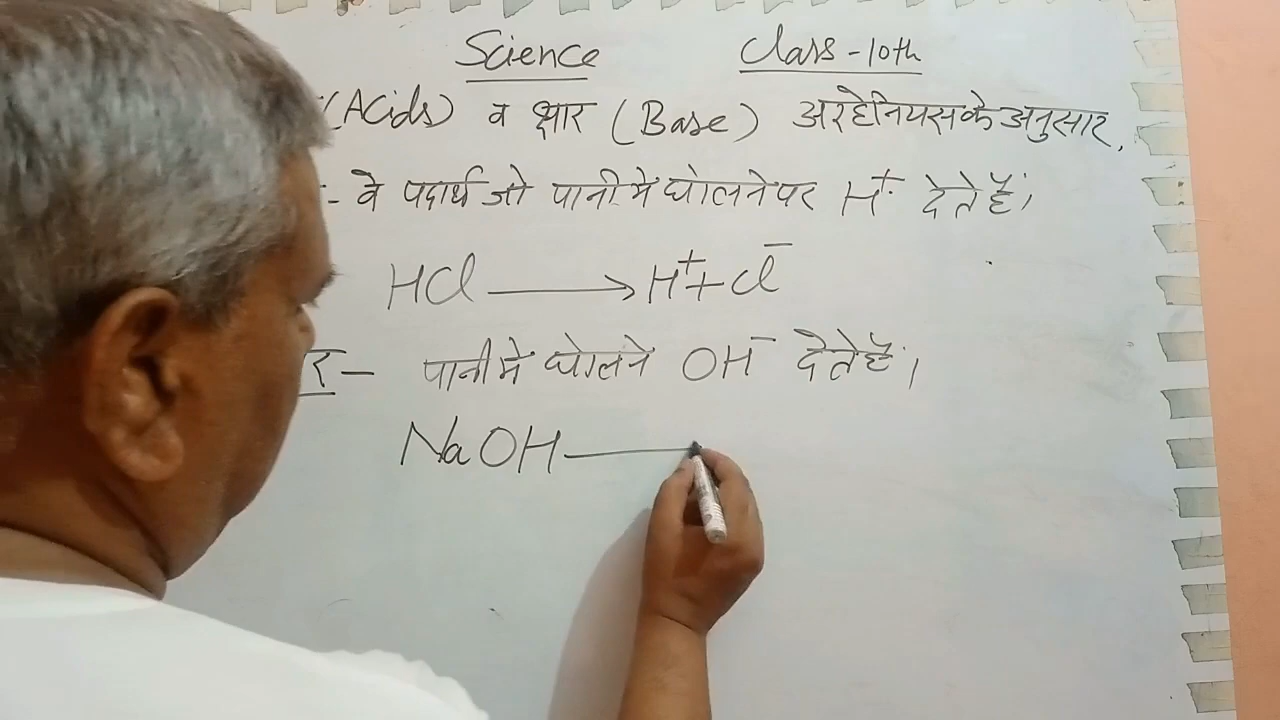 Science Class-10th
(Acids) व क्षार (Base) अरहेनियस के अनुसार,
:- वे पदार्थ जो पानी में घोलने पर H⁺ देते हैं।
HCl ⟶ H⁺ + Cl⁻
र - पानी में घोलने OH⁻ देते हैं।
NaOH —